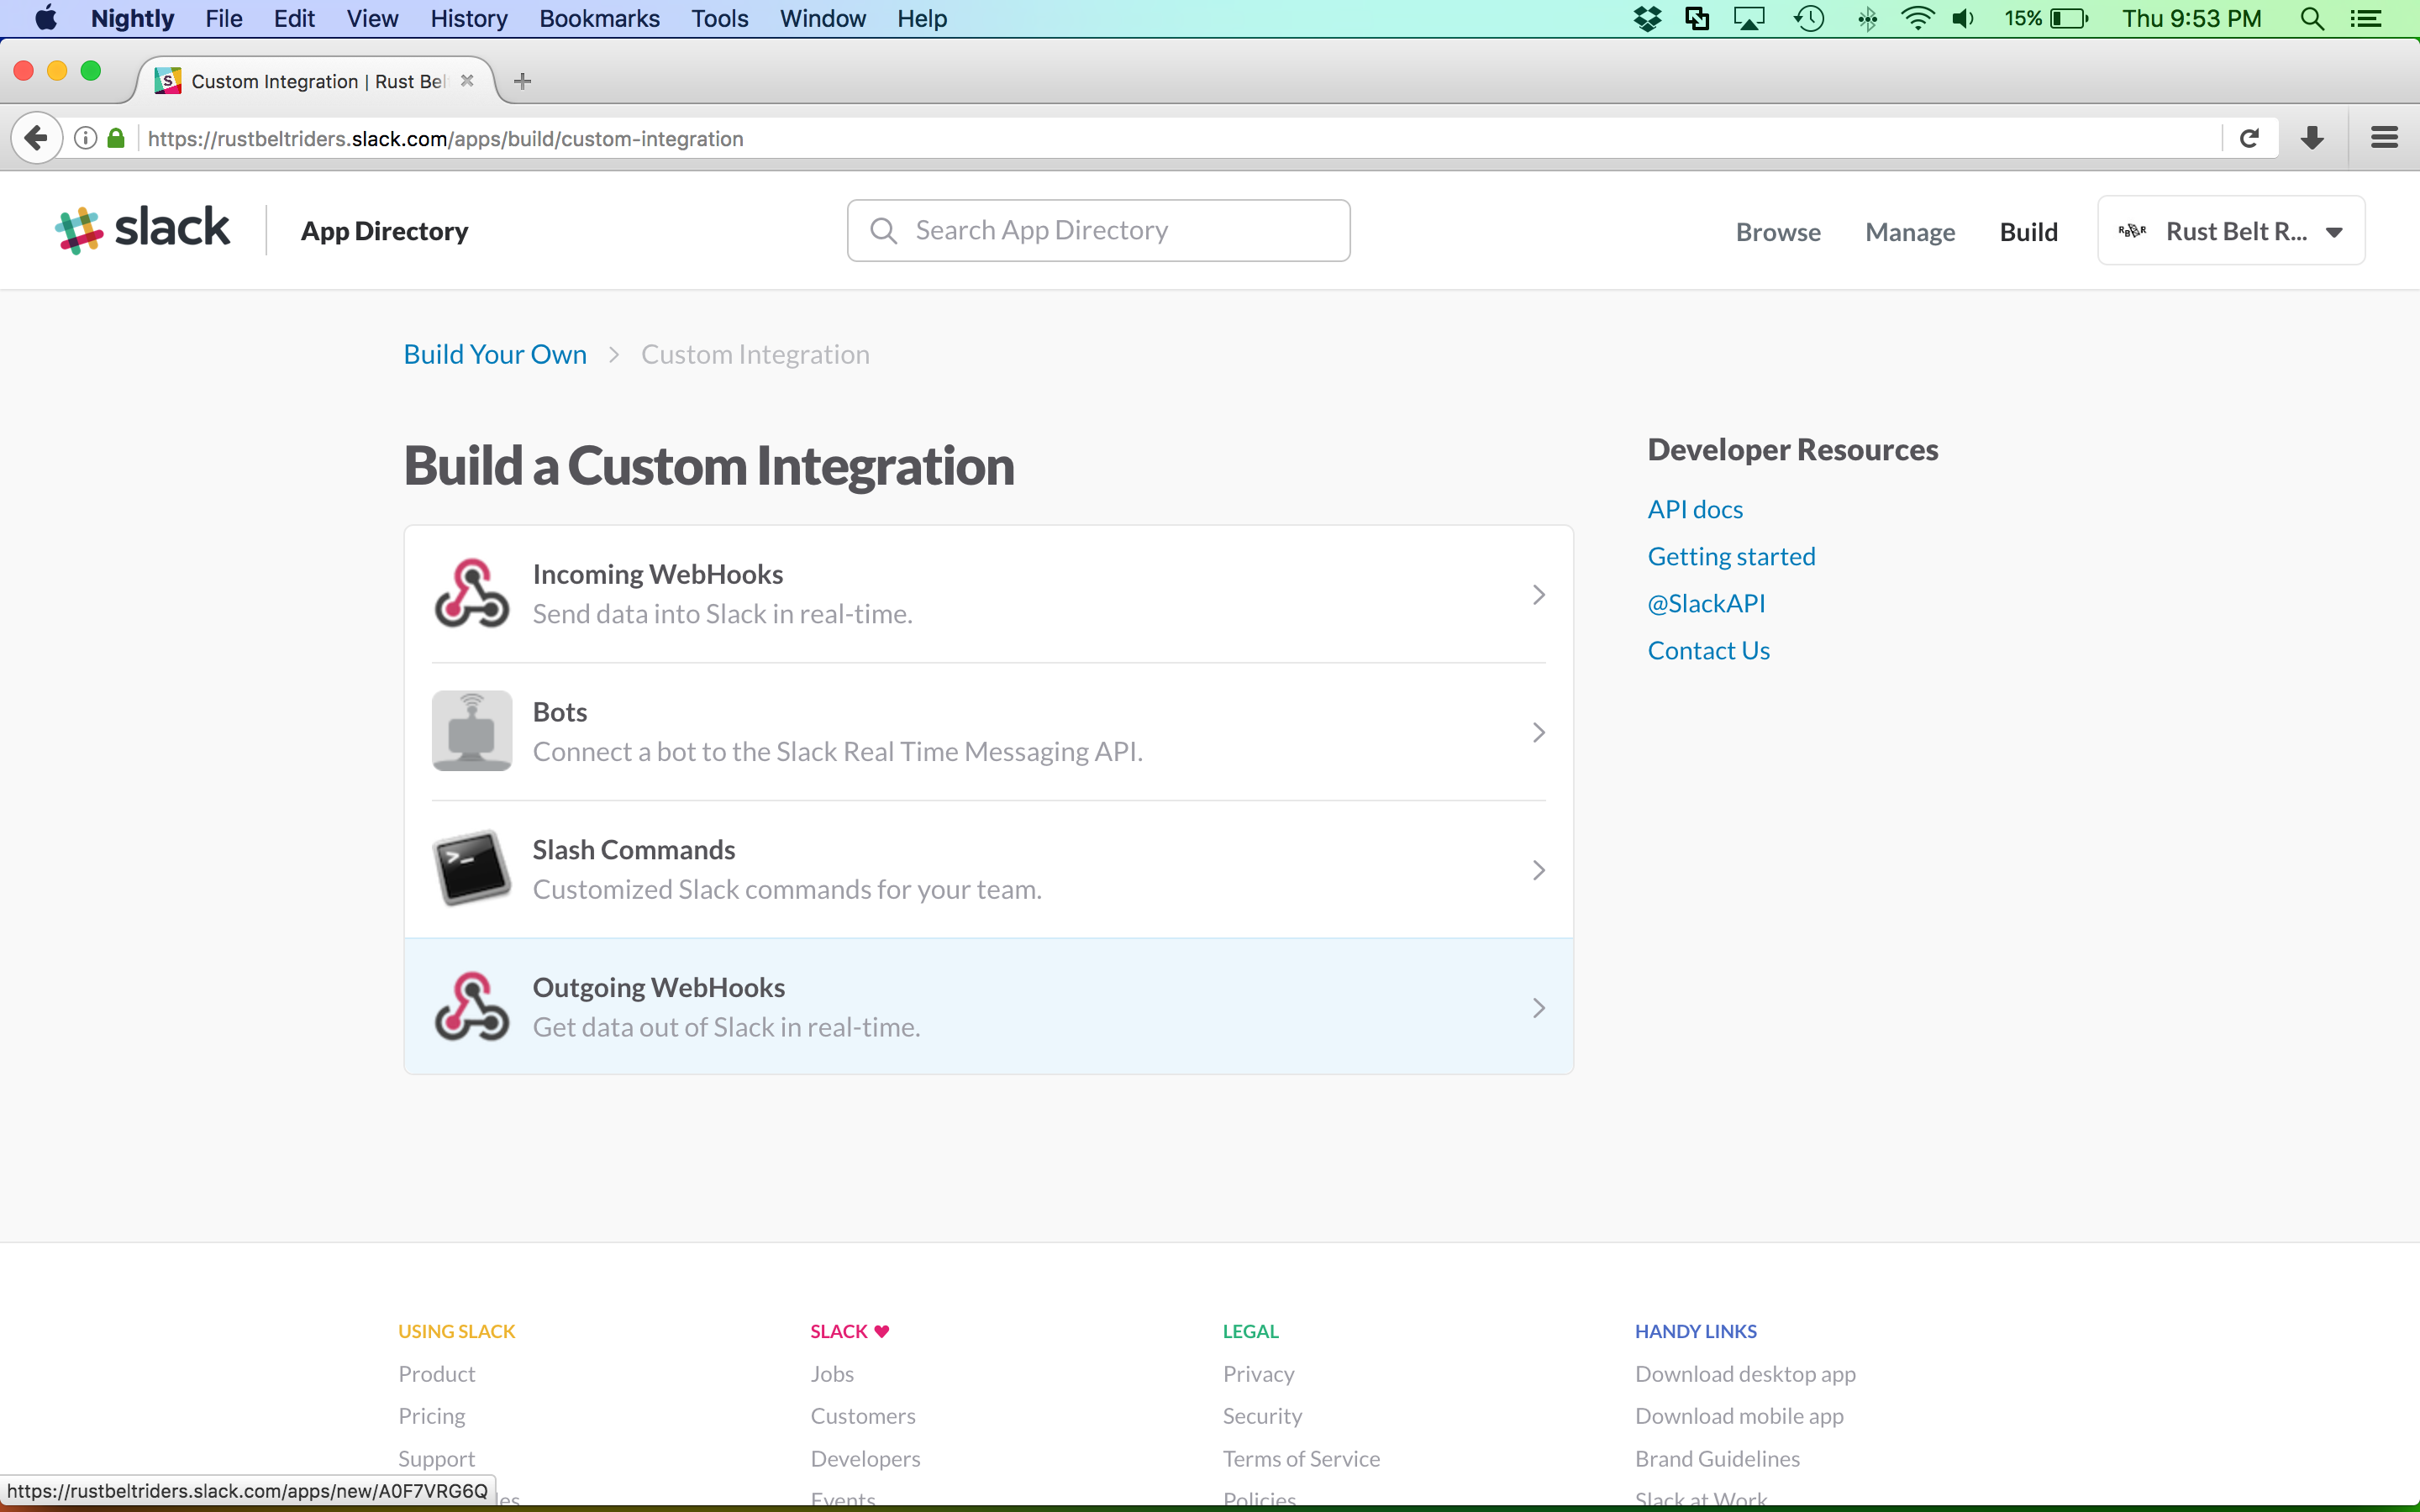 Nightly File Edit View History Bookmarks Tools Window Help 15% Thu 9:53 PM
Custom Integration | Rust Bel
https://rustbeltriders.slack.com/apps/build/custom-integration
slack App Directory Search App Directory Browse Manage Build Rust Belt R...
Build Your Own > Custom Integration
Build a Custom Integration
Incoming WebHooks
Send data into Slack in real-time.
Bots
Connect a bot to the Slack Real Time Messaging API.
Slash Commands
Customized Slack commands for your team.
Outgoing WebHooks
Get data out of Slack in real-time.
Developer Resources
API docs
Getting started
@SlackAPI
Contact Us
USING SLACK
Product
Pricing
Support
SLACK ♥
Jobs
Customers
Developers
Events
LEGAL
Privacy
Security
Terms of Service
Policies
HANDY LINKS
Download desktop app
Download mobile app
Brand Guidelines
Slack at Work
https://rustbeltriders.slack.com/apps/new/A0F7VRG6Q